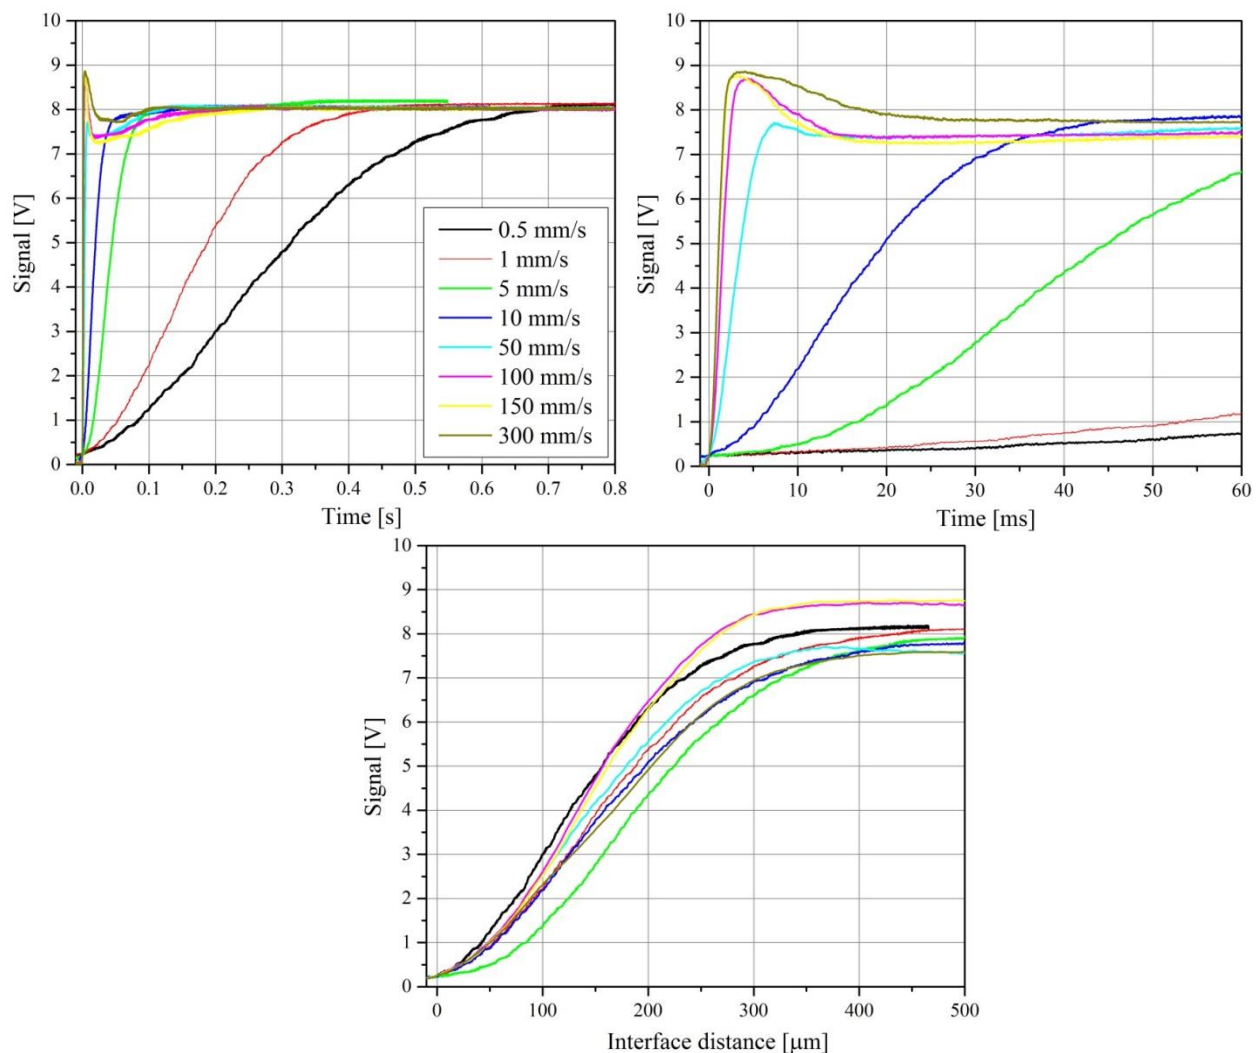 10
9
8
7
6
5
4
3
2
1
0
Signal [V]
0.0 0.1 0.2 0.3 0.4 0.5 0.6 0.7 0.8
Time [s]
0.5 mm/s
1 mm/s
5 mm/s
10 mm/s
50 mm/s
100 mm/s
150 mm/s
300 mm/s
10
9
8
7
6
5
4
3
2
1
0
Signal [V]
0 10 20 30 40 50 60
Time [ms]
10
9
8
7
6
5
4
3
2
1
0
Signal [V]
0 100 200 300 400 500
Interface distance [μm]